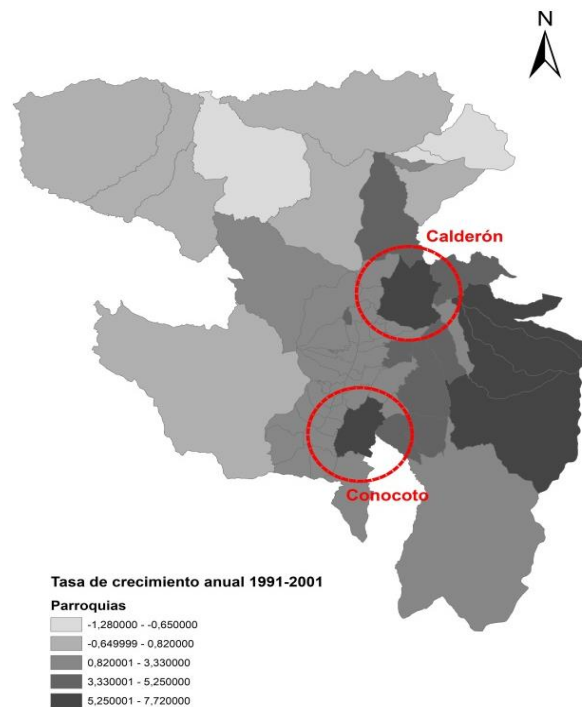 N
Calderón
Conocoto
Tasa de crecimiento anual 1991-2001
Parroquias
-1,280000 - -0,650000
-0,649999 - 0,820000
0,820001 - 3,330000
3,330001 - 5,250000
5,250001 - 7,720000